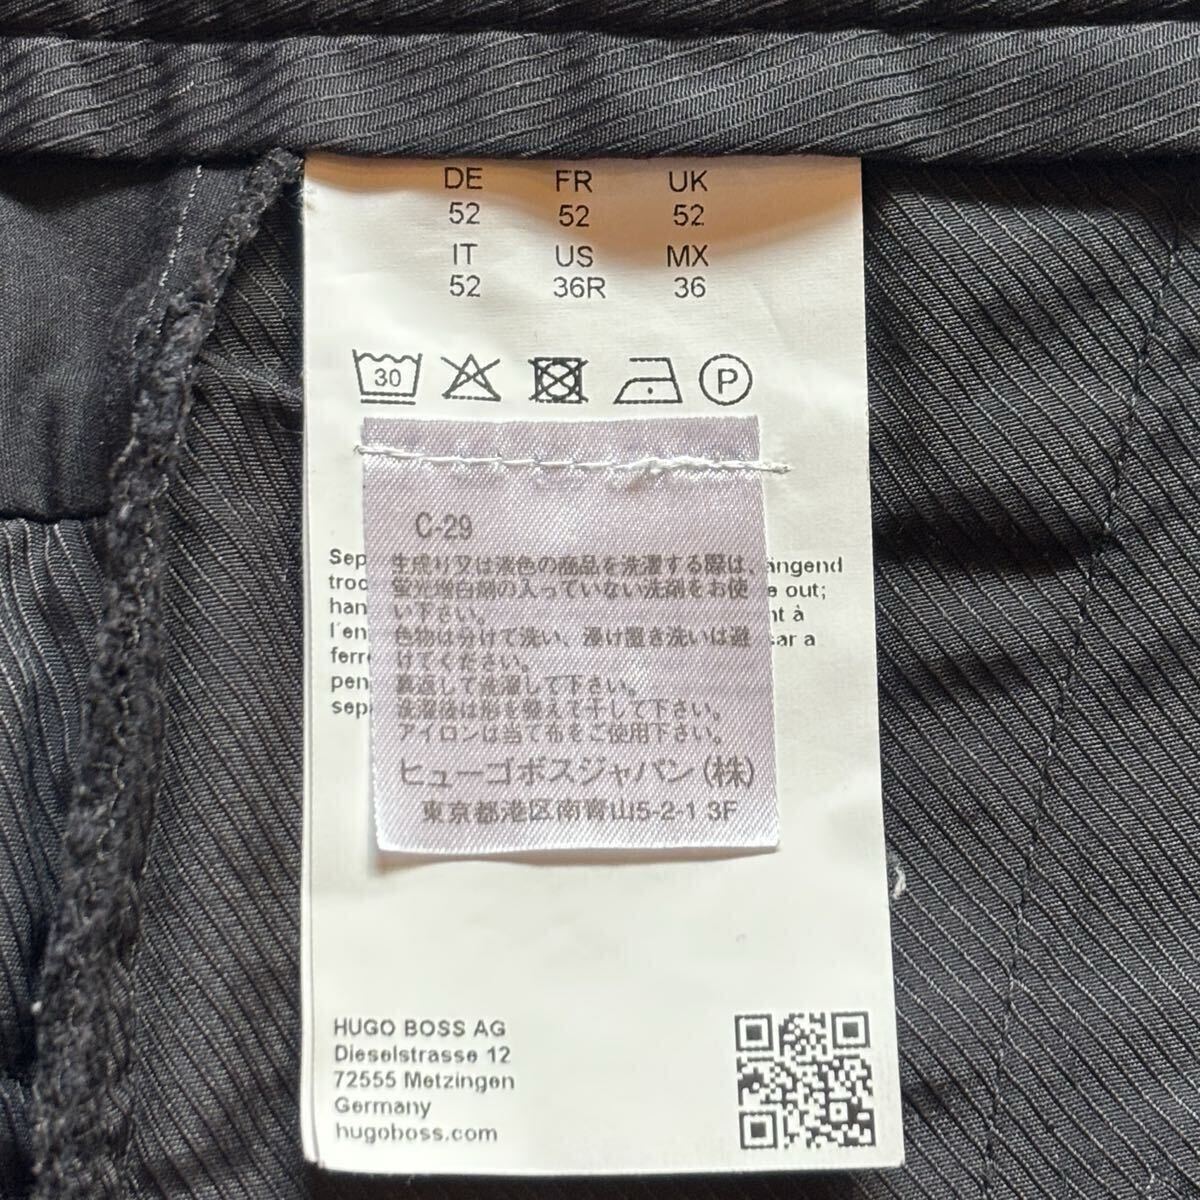 DE FR UK
52 52 52
IT US MX
52 36R 36
30 P
C-29
生成り又は淡色の商品を洗濯する際は、
蛍光増白剤の入っていない洗剤をお使
い下さい。
色物は分けて洗い、漬け置き洗いは避
けてください。
裏返して洗濯して下さい。
洗濯後は形を整えて干して下さい。
アイロンは当て布をご使用下さい。
ヒューゴボスジャパン(株)
東京都港区南青山5-2-1 3F
out;
à
a
HUGO BOSS AG
Dieselstrasse 12
72555 Metzingen
Germany
hugoboss.com